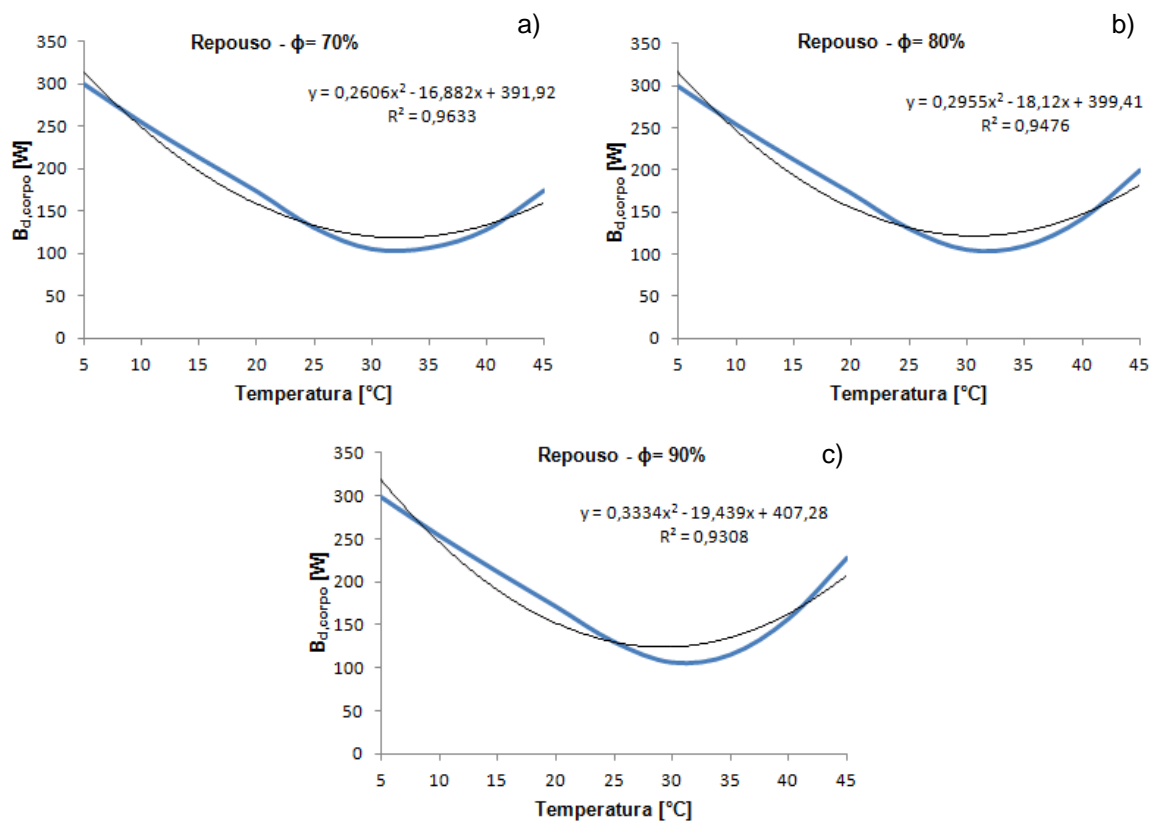 a)
Repouso - ϕ= 70%
y = 0,2606x² - 16,882x + 391,92
R² = 0,9633
B_d,corpo [W]
350
300
250
200
150
100
50
0
5 10 15 20 25 30 35 40 45
Temperatura [°C]
b)
Repouso - ϕ= 80%
y = 0,2955x² - 18,12x + 399,41
R² = 0,9476
B_d,corpo [W]
350
300
250
200
150
100
50
0
5 10 15 20 25 30 35 40 45
Temperatura [°C]
c)
Repouso - ϕ= 90%
y = 0,3334x² - 19,439x + 407,28
R² = 0,9308
B_d,corpo [W]
350
300
250
200
150
100
50
0
5 10 15 20 25 30 35 40 45
Temperatura [°C]